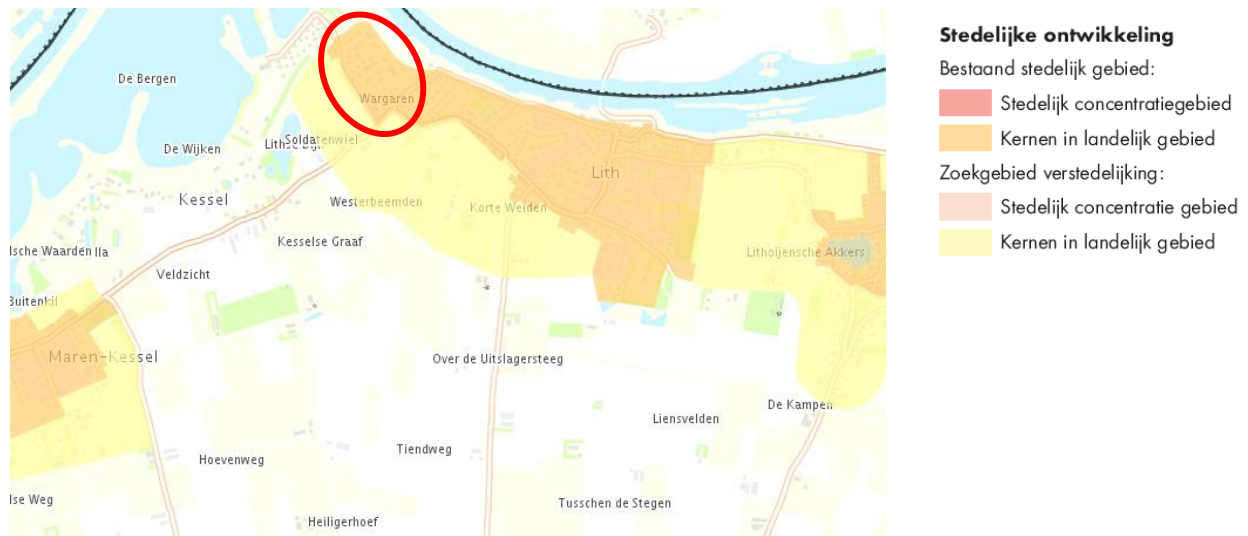 De Bergen
Wargaren
De Wijken
Soldatenwiel
Kessel
Lith
Westerbeemden
Korte Weiden
Kesselse Graaf
Litholjensche Akkers
Veldzicht
Maren-Kessel
Over de Uitslagersteeg
De Kampen
Liensvelden
Tiendweg
Hoevenweg
Tusschen de Stegen
Heiligerhoef
Stedelijke ontwikkeling
Bestaand stedelijk gebied:
Stedelijk concentratiegebied
Kernen in landelijk gebied
Zoekgebied verstedelijking:
Stedelijk concentratie gebied
Kernen in landelijk gebied